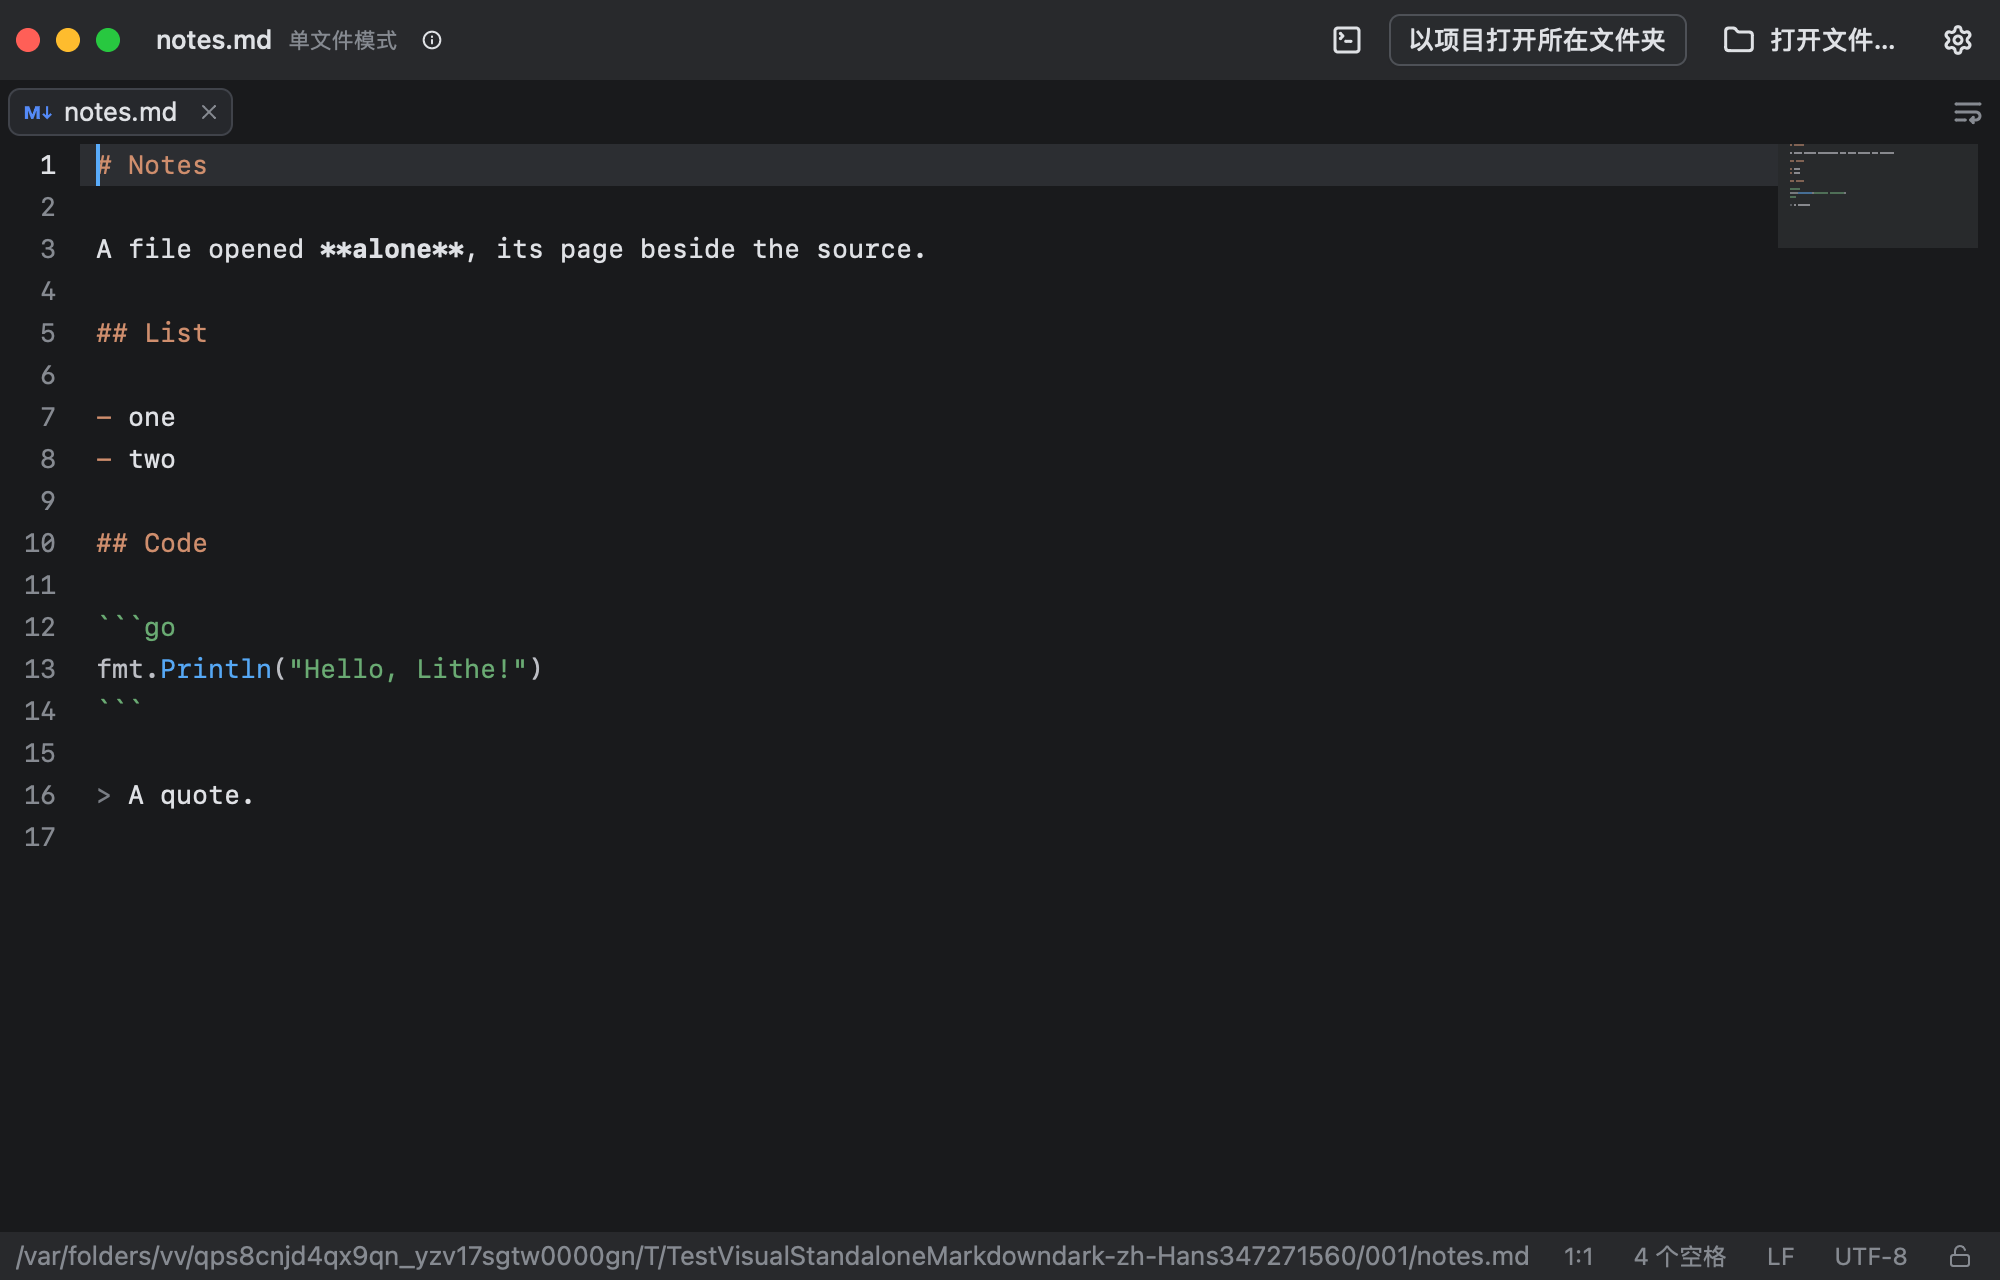 notes.md 单文件模式 以项目打开所在文件夹 打开文件...
M↓ notes.md
1 # Notes
2
3 A file opened **alone**, its page beside the source.
4
5 ## List
6
7 - one
8 - two
9
10 ## Code
11
12 ```go
13 fmt.Println("Hello, Lithe!")
14 ```
15
16 > A quote.
17
/var/folders/vv/qps8cnjd4qx9qn_yzv17sgtw0000gn/T/TestVisualStandaloneMarkdowndark-zh-Hans347271560/001/notes.md 1:1 4 个空格 LF UTF-8